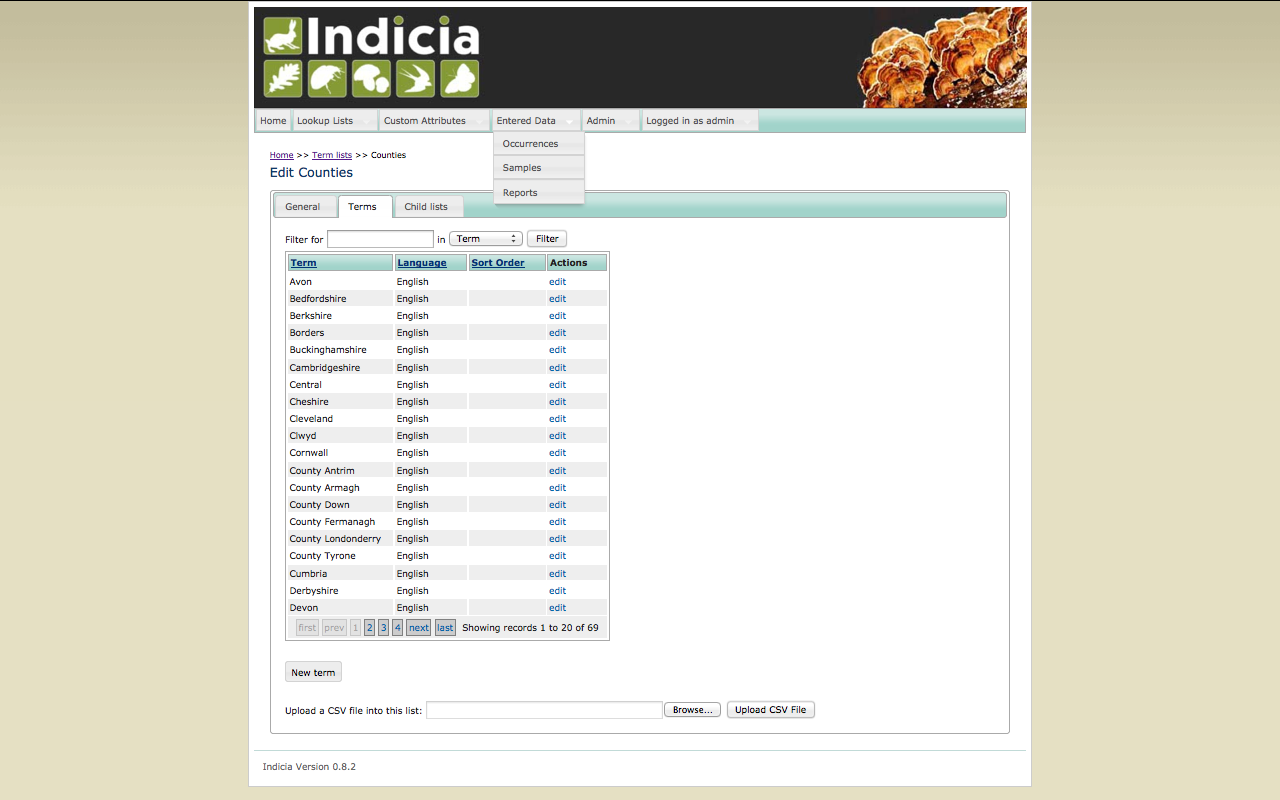 Indicia
Home Lookup Lists Custom Attributes Entered Data Admin Logged in as admin
Occurrences
Samples
Reports
Home >> Term lists >> Counties
Edit Counties
General Terms Child lists
Filter for in Term Filter
Term Language Sort Order Actions
Avon English edit
Bedfordshire English edit
Berkshire English edit
Borders English edit
Buckinghamshire English edit
Cambridgeshire English edit
Central English edit
Cheshire English edit
Cleveland English edit
Clwyd English edit
Cornwall English edit
County Antrim English edit
County Armagh English edit
County Down English edit
County Fermanagh English edit
County Londonderry English edit
County Tyrone English edit
Cumbria English edit
Derbyshire English edit
Devon English edit
first prev 1 2 3 4 next last Showing records 1 to 20 of 69
New term
Upload a CSV file into this list: Browse... Upload CSV File
Indicia Version 0.8.2